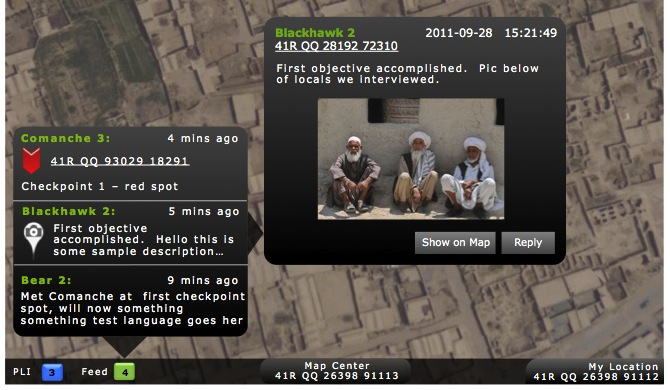 Blackhawk 2 2011-09-28 15:21:49
41R QQ 28192 72310
First objective accomplished. Pic below
of locals we interviewed.
Show on Map Reply
Comanche 3: 4 mins ago
41R QQ 93029 18291
Checkpoint 1 – red spot
Blackhawk 2: 5 mins ago
First objective
accomplished. Hello this is
some sample description...
Bear 2: 9 mins ago
Met Comanche at first checkpoint
spot, will now something
something test language goes her
PLI 3 Feed 4
Map Center
41R QQ 26398 91113
My Location
41R QQ 26398 91112